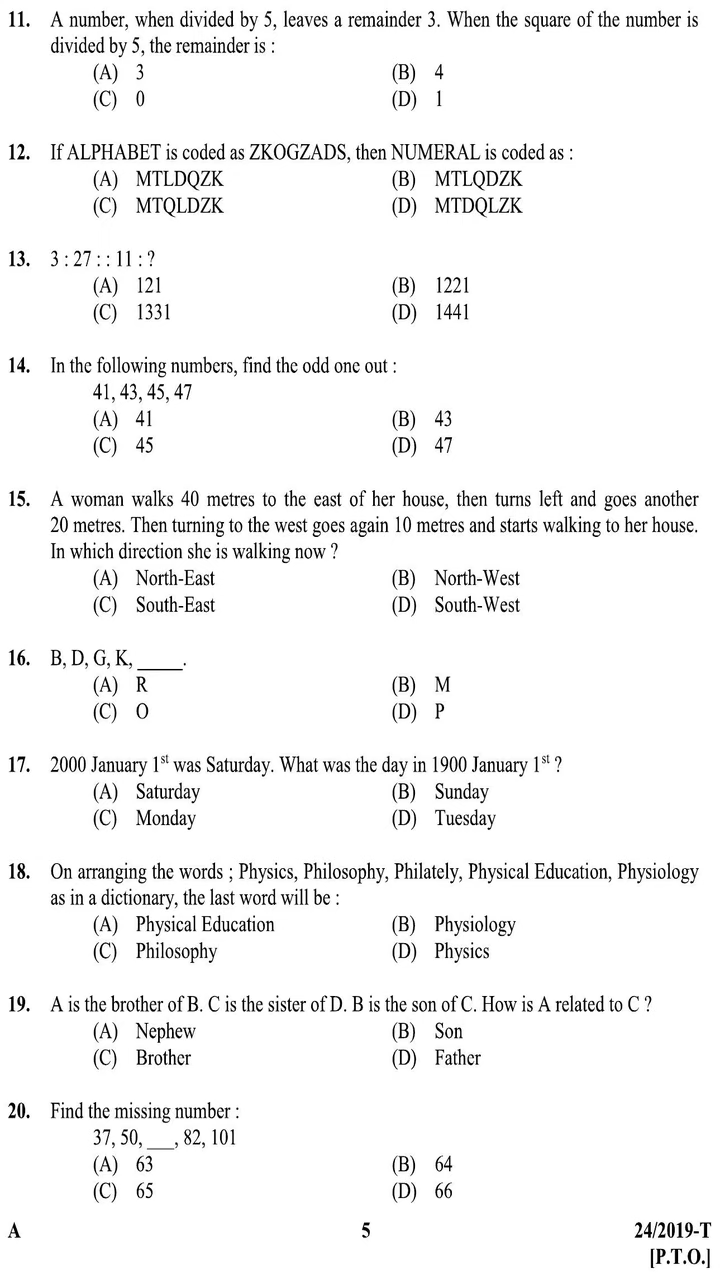 11. A number, when divided by 5, leaves a remainder 3. When the square of the number is
divided by 5, the remainder is :
(A) 3 (B) 4
(C) 0 (D) 1
12. If ALPHABET is coded as ZKOGZADS, then NUMERAL is coded as :
(A) MTLDQZK (B) MTLQDZK
(C) MTQLDZK (D) MTDQLZK
13. 3 : 27 : : 11 : ?
(A) 121 (B) 1221
(C) 1331 (D) 1441
14. In the following numbers, find the odd one out :
41, 43, 45, 47
(A) 41 (B) 43
(C) 45 (D) 47
15. A woman walks 40 metres to the east of her house, then turns left and goes another
20 metres. Then turning to the west goes again 10 metres and starts walking to her house.
In which direction she is walking now ?
(A) North-East (B) North-West
(C) South-East (D) South-West
16. B, D, G, K, _____.
(A) R (B) M
(C) O (D) P
17. 2000 January 1st was Saturday. What was the day in 1900 January 1st ?
(A) Saturday (B) Sunday
(C) Monday (D) Tuesday
18. On arranging the words ; Physics, Philosophy, Philately, Physical Education, Physiology
as in a dictionary, the last word will be :
(A) Physical Education (B) Physiology
(C) Philosophy (D) Physics
19. A is the brother of B. C is the sister of D. B is the son of C. How is A related to C ?
(A) Nephew (B) Son
(C) Brother (D) Father
20. Find the missing number :
37, 50, ___, 82, 101
(A) 63 (B) 64
(C) 65 (D) 66
A 5 24/2019-T
[P.T.O.]